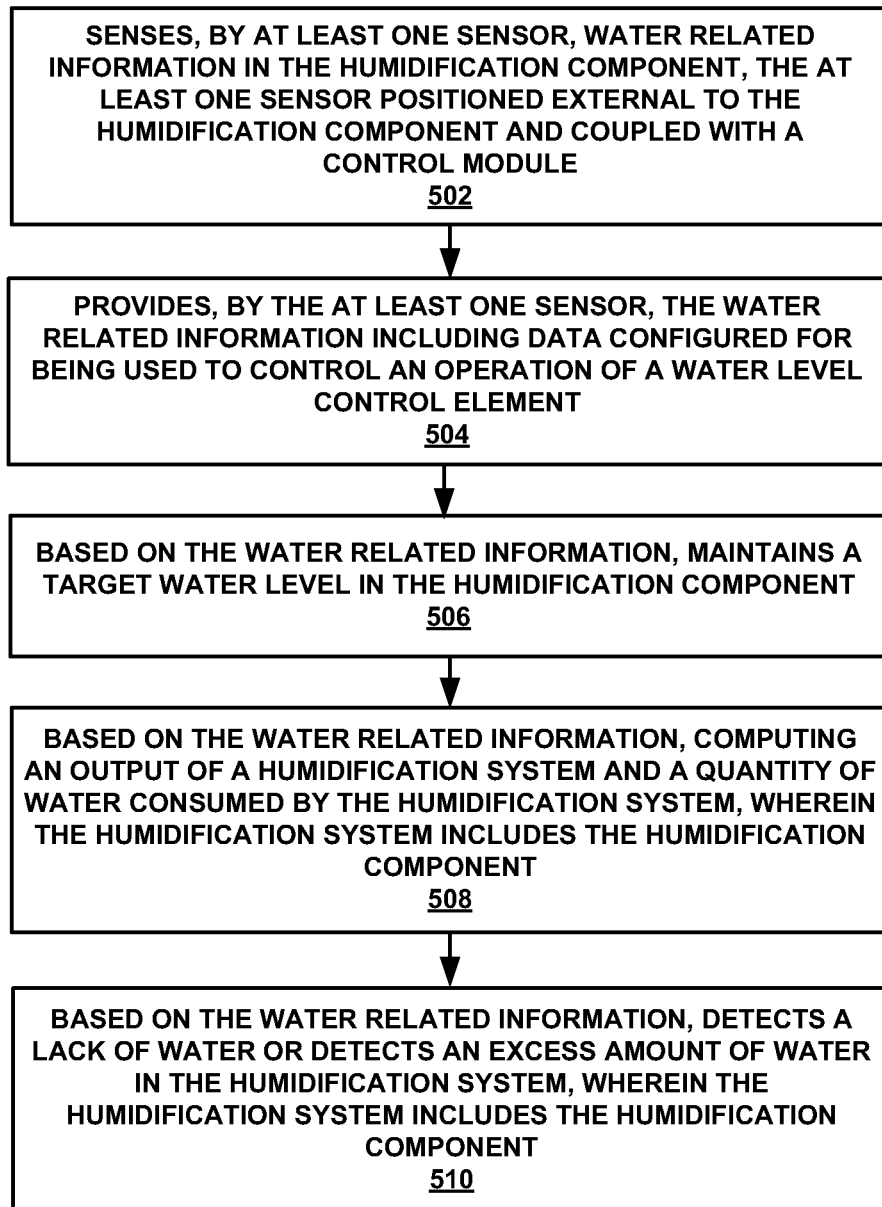 SENSES, BY AT LEAST ONE SENSOR, WATER RELATED
INFORMATION IN THE HUMIDIFICATION COMPONENT, THE AT
LEAST ONE SENSOR POSITIONED EXTERNAL TO THE
HUMIDIFICATION COMPONENT AND COUPLED WITH A
CONTROL MODULE
502
PROVIDES, BY THE AT LEAST ONE SENSOR, THE WATER
RELATED INFORMATION INCLUDING DATA CONFIGURED FOR
BEING USED TO CONTROL AN OPERATION OF A WATER LEVEL
CONTROL ELEMENT
504
BASED ON THE WATER RELATED INFORMATION, MAINTAINS A
TARGET WATER LEVEL IN THE HUMIDIFICATION COMPONENT
506
BASED ON THE WATER RELATED INFORMATION, COMPUTING
AN OUTPUT OF A HUMIDIFICATION SYSTEM AND A QUANTITY OF
WATER CONSUMED BY THE HUMIDIFICATION SYSTEM, WHEREIN
THE HUMIDIFICATION SYSTEM INCLUDES THE HUMIDIFICATION
COMPONENT
508
BASED ON THE WATER RELATED INFORMATION, DETECTS A
LACK OF WATER OR DETECTS AN EXCESS AMOUNT OF WATER
IN THE HUMIDIFICATION SYSTEM, WHEREIN THE
HUMIDIFICATION SYSTEM INCLUDES THE HUMIDIFICATION
COMPONENT
510